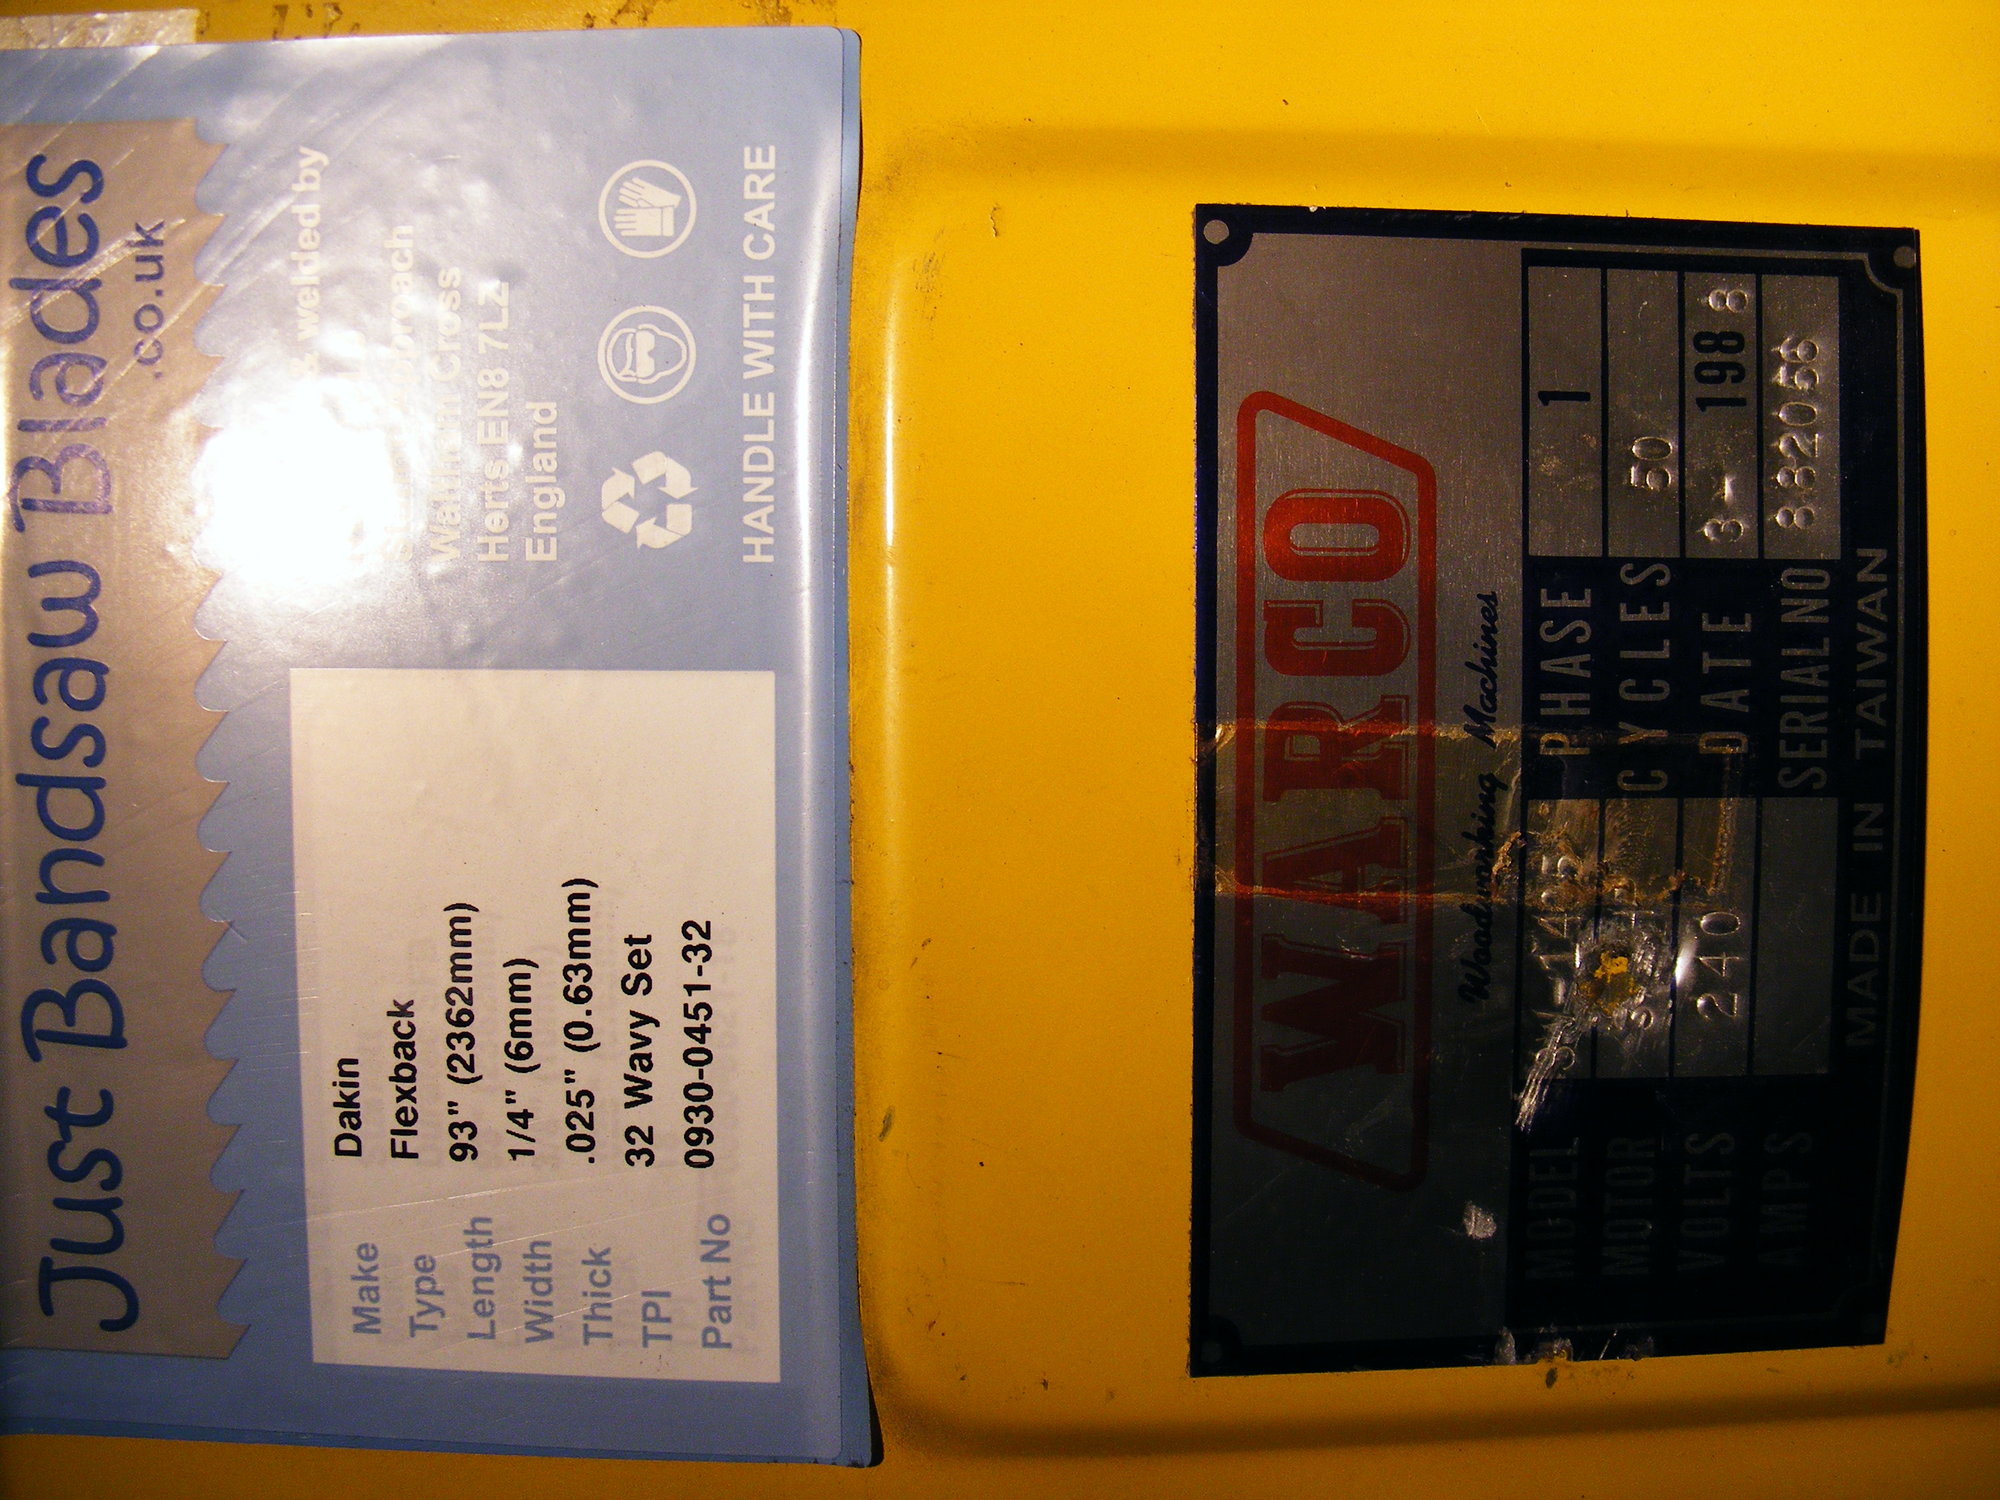 Just Bandsaw Blades
.co.uk
& welded by
Cross
Herts EN8 7LZ
England
HANDLE WITH CARE
Make Dakin
Type Flexback
Length 93" (2362mm)
Width 1/4" (6mm)
Thick .025" (0.63mm)
TPI 32 Wavy Set
Part No 0930-0451-32
WARCO
Woodworking Machines
MODEL PHASE 1
MOTOR CYCLES 50
VOLTS 240 DATE 3- 1988
AMPS SERIALNO 882056
MADE IN TAIWAN